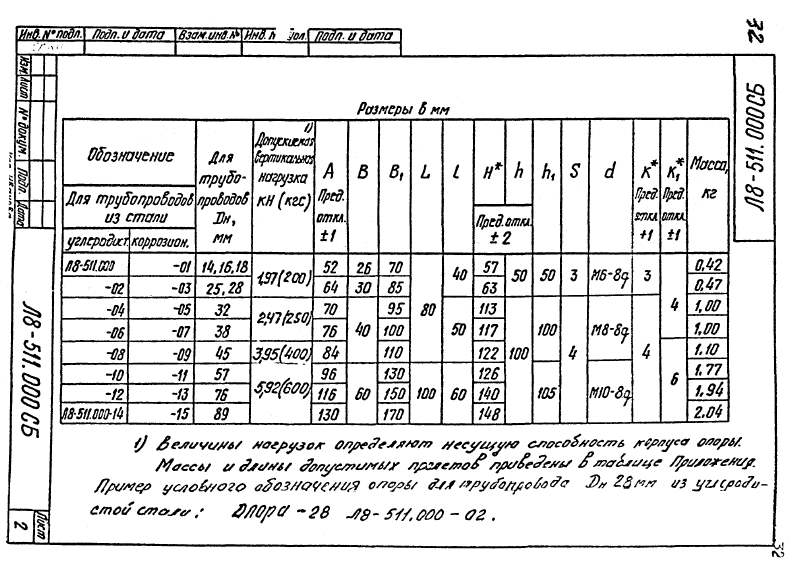 Инв. № подл. Подп. и дата Взам. инв. № Инв. № Подп. и дата
32
Л8-511.000СБ
Размеры в мм
Обозначение
Для трубопроводов из стали
углеродист. коррозион.
Для трубо-проводов Dн, мм
1) Допускаемая вертикальная нагрузка кН (кгс)
А Пред. откл. ±1
В
В₁
L
l
H* h
Пред. откл. ±2
h₁
S
d
К* Пред. откл. ±1
К₁* Пред. откл. ±1
Масса, кг
Л8-511.000 -01 14,16,18 1,97(200) 52 26 70 80 40 57 50 50 3 М6-8g 3 4 0,42
-02 -03 25,28 64 30 85 63 0,47
-04 -05 32 2,47(250) 70 40 95 50 113 100 100 4 М8-8g 4 1,00
-06 -07 38 76 100 117 1,00
-08 -09 45 3,95(400) 84 110 122 6 1.10
-10 -11 57 5,92(600) 96 60 130 100 60 126 105 М10-8g 1,77
-12 -13 76 116 150 140 1,94
Л8-511.000-14 -15 89 130 170 148 2.04
1) Величины нагрузок определяют несущую способность корпуса опоры.
Массы и длины допустимых пролетов приведены в таблице Приложения.
Пример условного обозначения опоры для трубопровода Dн 28 мм из углероди-
стой стали: Опора -28 Л8-511.000-02.
Изм. Лист № докум. Подп. Дата
Л8-511.000 СБ
Лист
2
32